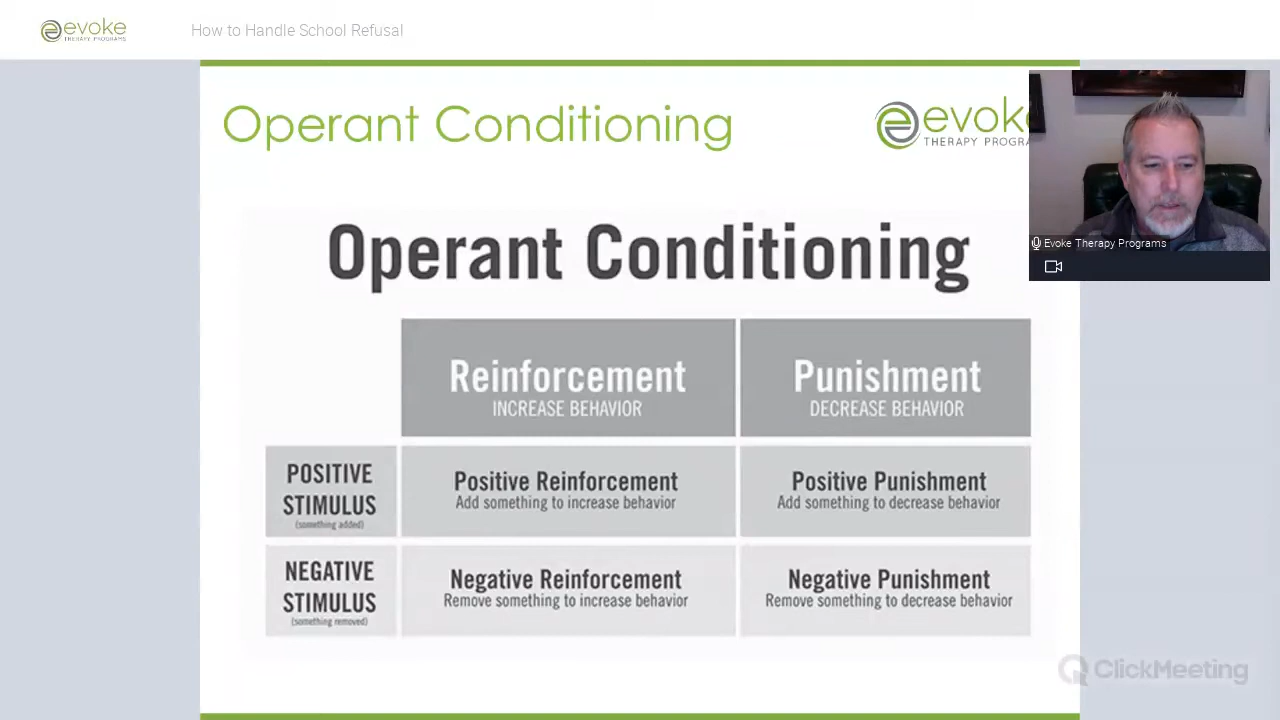 evoke
THERAPY PROGRAMS
How to Handle School Refusal
Operant Conditioning
evoke
THERAPY PROGRA
Evoke Therapy Programs
Operant Conditioning
Reinforcement
INCREASE BEHAVIOR
Punishment
DECREASE BEHAVIOR
POSITIVE
STIMULUS
(something added)
Positive Reinforcement
Add something to increase behavior
Positive Punishment
Add something to decrease behavior
NEGATIVE
STIMULUS
(something removed)
Negative Reinforcement
Remove something to increase behavior
Negative Punishment
Remove something to decrease behavior
ClickMeeting